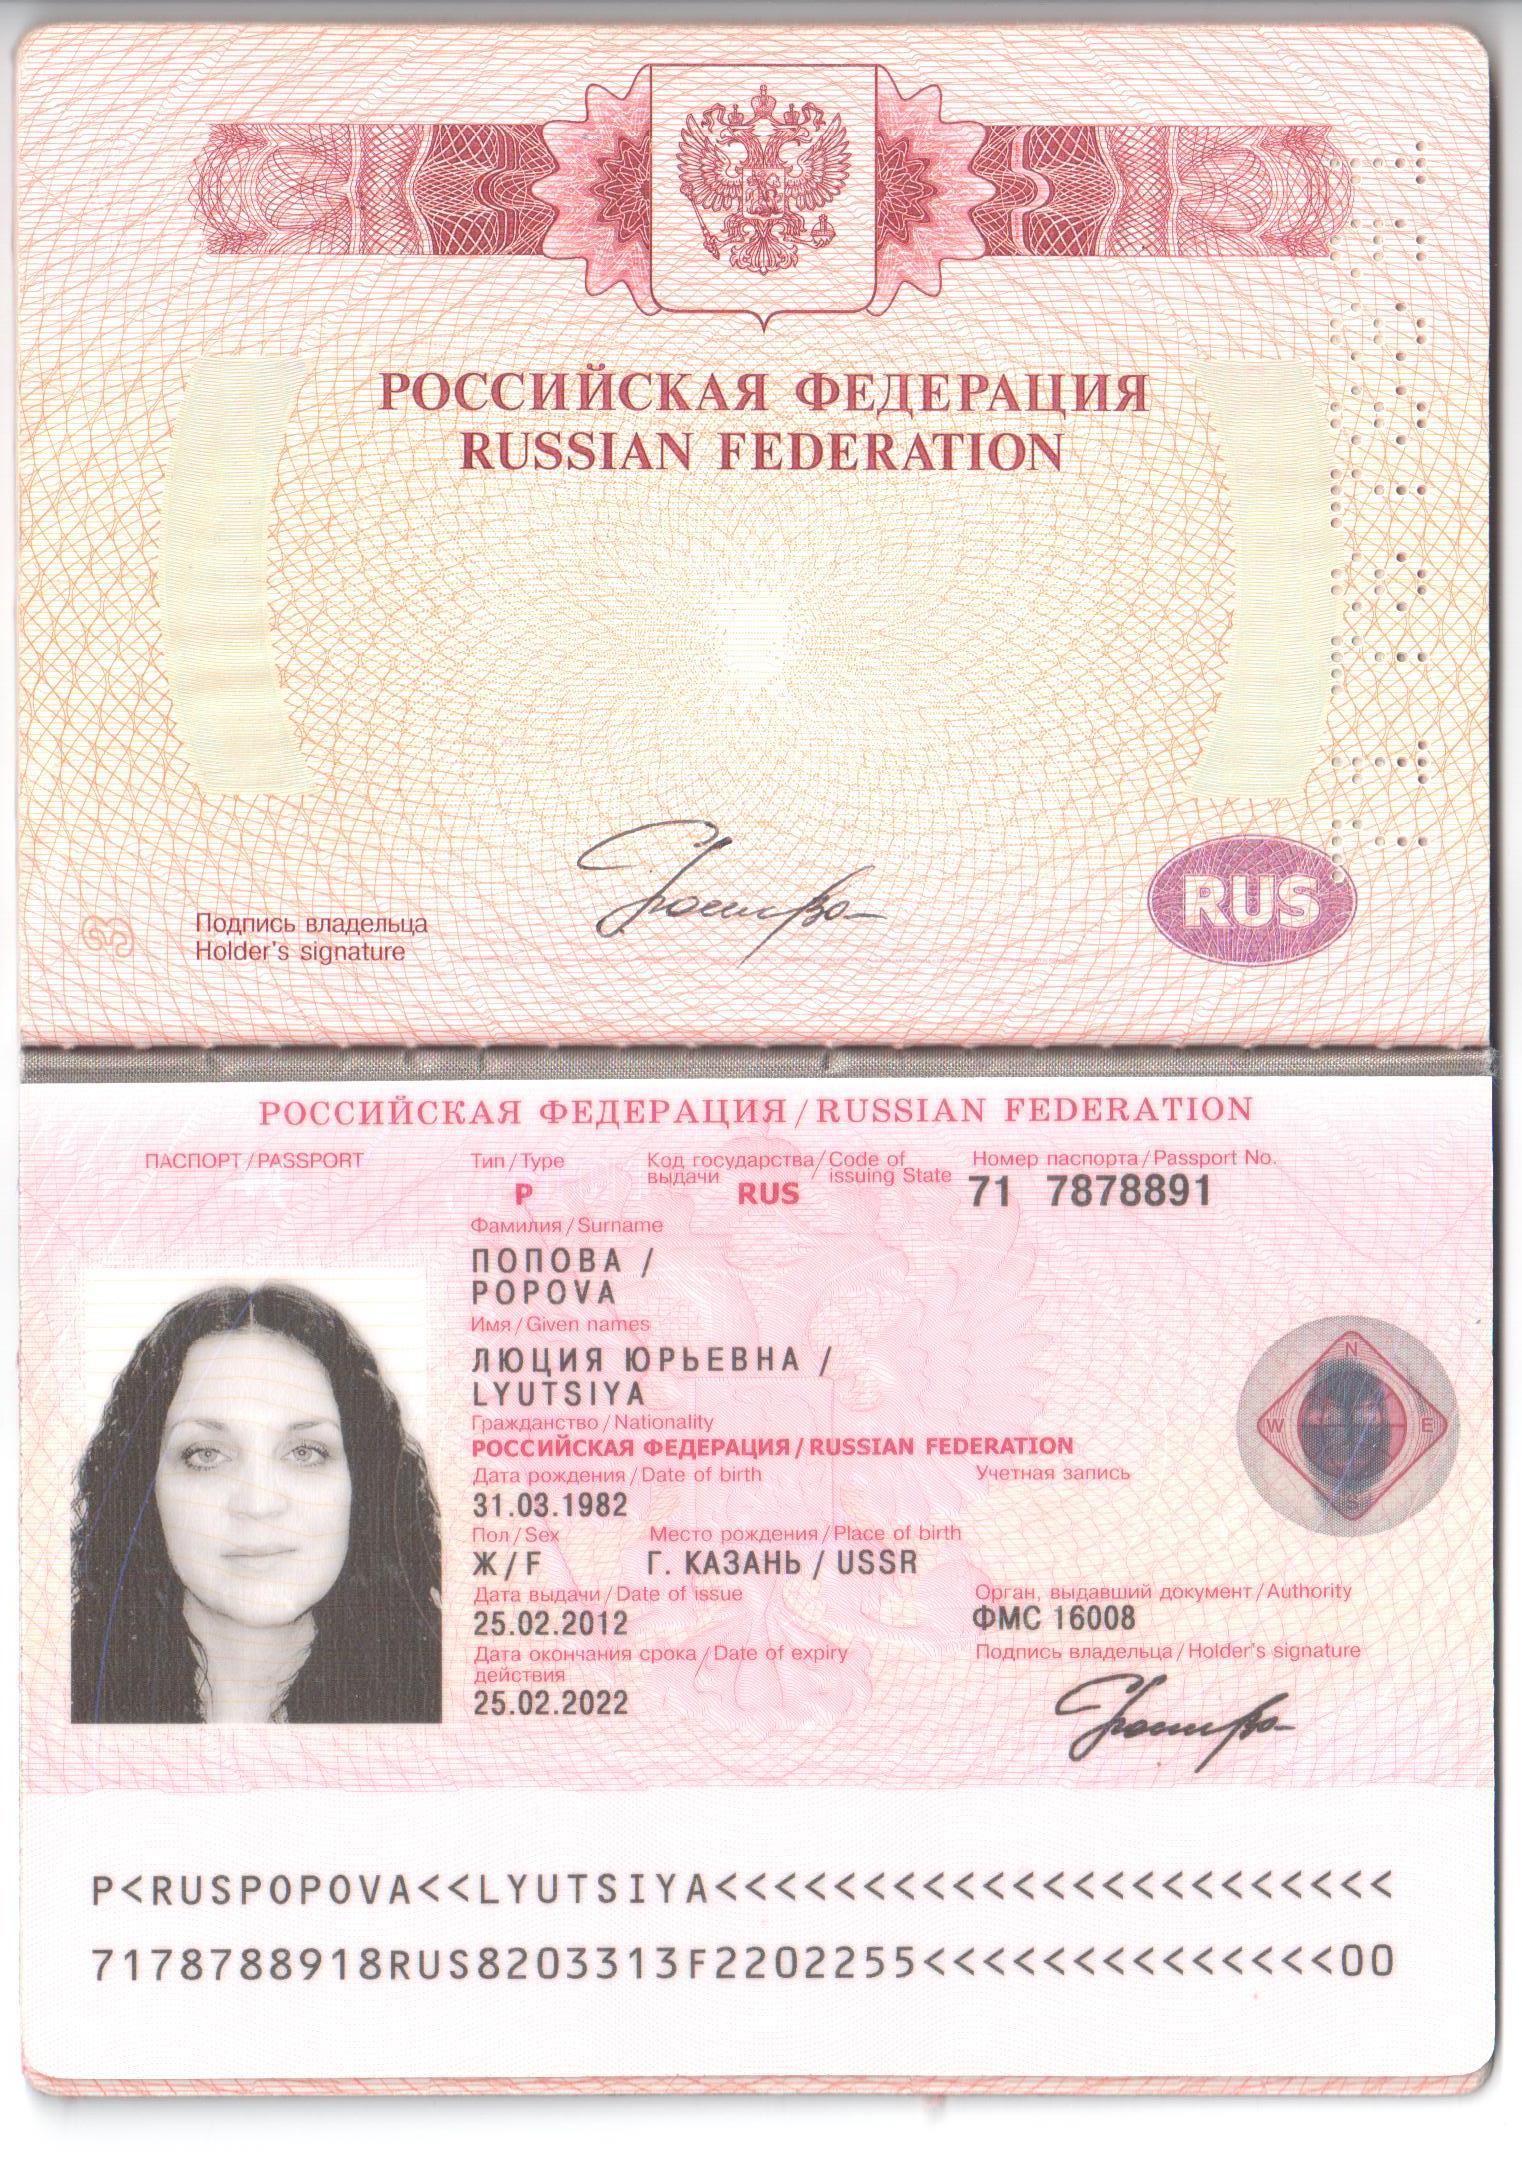 РОССИЙСКАЯ ФЕДЕРАЦИЯ
RUSSIAN FEDERATION
Подпись владельца
Holder's signature
RUS
РОССИЙСКАЯ ФЕДЕРАЦИЯ/RUSSIAN FEDERATION
ПАСПОРТ/PASSPORT
Тип/Type
Код государства/Code of
выдачи issuing State
Номер паспорта/Passport No.
P RUS 71 7878891
Фамилия/Surname
ПОПОВА /
POPOVA
Имя/Given names
ЛЮЦИЯ ЮРЬЕВНА /
LYUTSIYA
Гражданство/Nationality
РОССИЙСКАЯ ФЕДЕРАЦИЯ/RUSSIAN FEDERATION
Дата рождения/Date of birth Учетная запись
31.03.1982
Пол/Sex Место рождения/Place of birth
Ж/F Г. КАЗАНЬ / USSR
Дата выдачи/Date of issue Орган, выдавший документ/Authority
25.02.2012 ФМС 16008
Дата окончания срока/Date of expiry Подпись владельца/Holder's signature
действия
25.02.2022
N
W E
S
P<RUSPOPOVA<<LYUTSIYA<<<<<<<<<<<<<<<<<<<<<<<
7178788918RUS8203313F2202255<<<<<<<<<<<<<<00